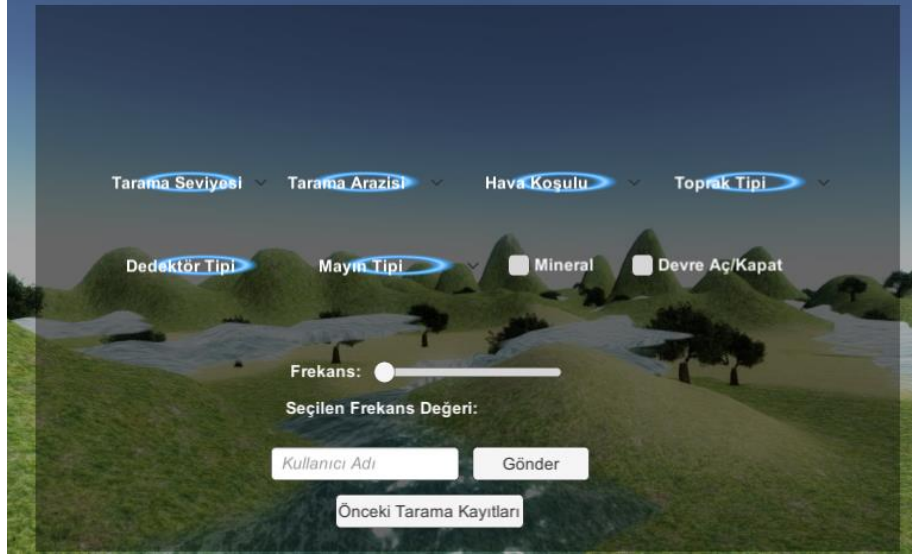 Tarama Seviyesi Tarama Arazisi Hava Koşulu Toprak Tipi
Dedektör Tipi Mayın Tipi Mineral Devre Aç/Kapat
Frekans:
Seçilen Frekans Değeri:
Kullanıcı Adı Gönder
Önceki Tarama Kayıtları